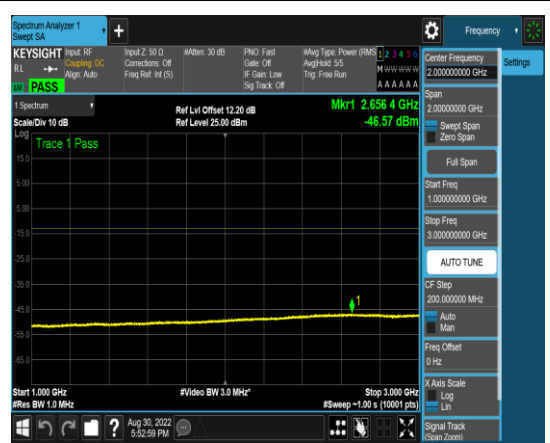 Spectrum Analyzer 1
Swept SA
Frequency
KEYSIGHT
Input: RF
Input Z: 50 Ω
#Atten: 30 dB
PNO: Fast
#Avg Type: Power (RMS
1 2 3 4 5 6
RL
Coupling: DC
Corrections: Off
Gate: Off
Avg|Hold: 5/5
M W W W W W
Align: Auto
Freq Ref: Int (S)
IF Gain: Low
Trig: Free Run
LW
PASS
Sig Track: Off
A A A A A A
1 Spectrum
Ref Lvl Offset 12.20 dB
Mkr1 2.656 4 GHz
Scale/Div 10 dB
Ref Level 25.00 dBm
-46.57 dBm
Log
Trace 1 Pass
15.0
5.00
-5.00
-15.0
-25.0
-35.0
-45.0
-55.0
-65.0
1
Start 1.000 GHz
#Video BW 3.0 MHz*
Stop 3.000 GHz
#Res BW 1.0 MHz
#Sweep ~1.00 s (10001 pts)
?
Aug 30, 2022
5:52:59 PM
Center Frequency
2.000000000 GHz
Settings
Span
2.00000000 GHz
Swept Span
Zero Span
Full Span
Start Freq
1.000000000 GHz
Stop Freq
3.000000000 GHz
AUTO TUNE
CF Step
200.000000 MHz
Auto
Man
Freq Offset
0 Hz
X Axis Scale
Log
Lin
Signal Track
(Span Zoom)